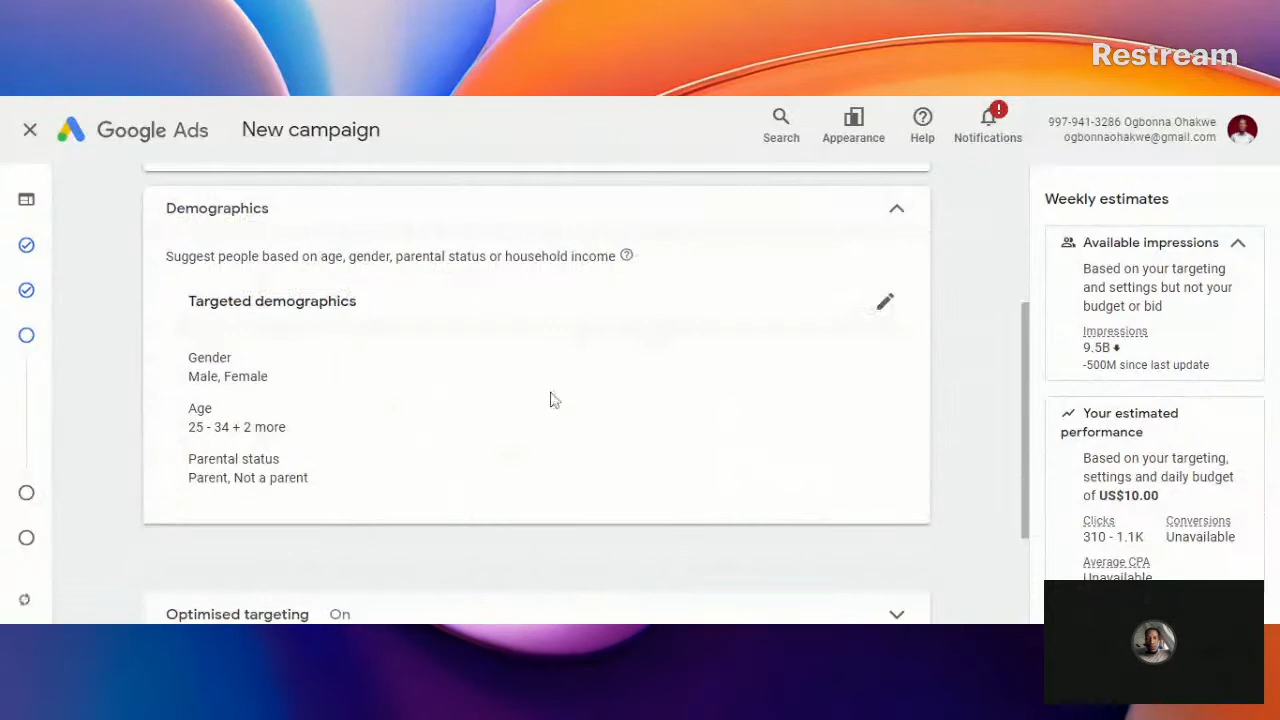 Restream
Google Ads New campaign
Search
Appearance
Help
!
Notifications
997-941-3286 Ogbonna Ohakwe
ogbonnaohakwe@gmail.com
Demographics
Suggest people based on age, gender, parental status or household income
Targeted demographics
Gender
Male, Female
Age
25 - 34 + 2 more
Parental status
Parent, Not a parent
Optimised targeting On
Weekly estimates
Available impressions
Based on your targeting
and settings but not your
budget or bid
Impressions
9.5B
-500M since last update
Your estimated
performance
Based on your targeting,
settings and daily budget
of US$10.00
Clicks Conversions
310 - 1.1K Unavailable
Average CPA
Unavailable